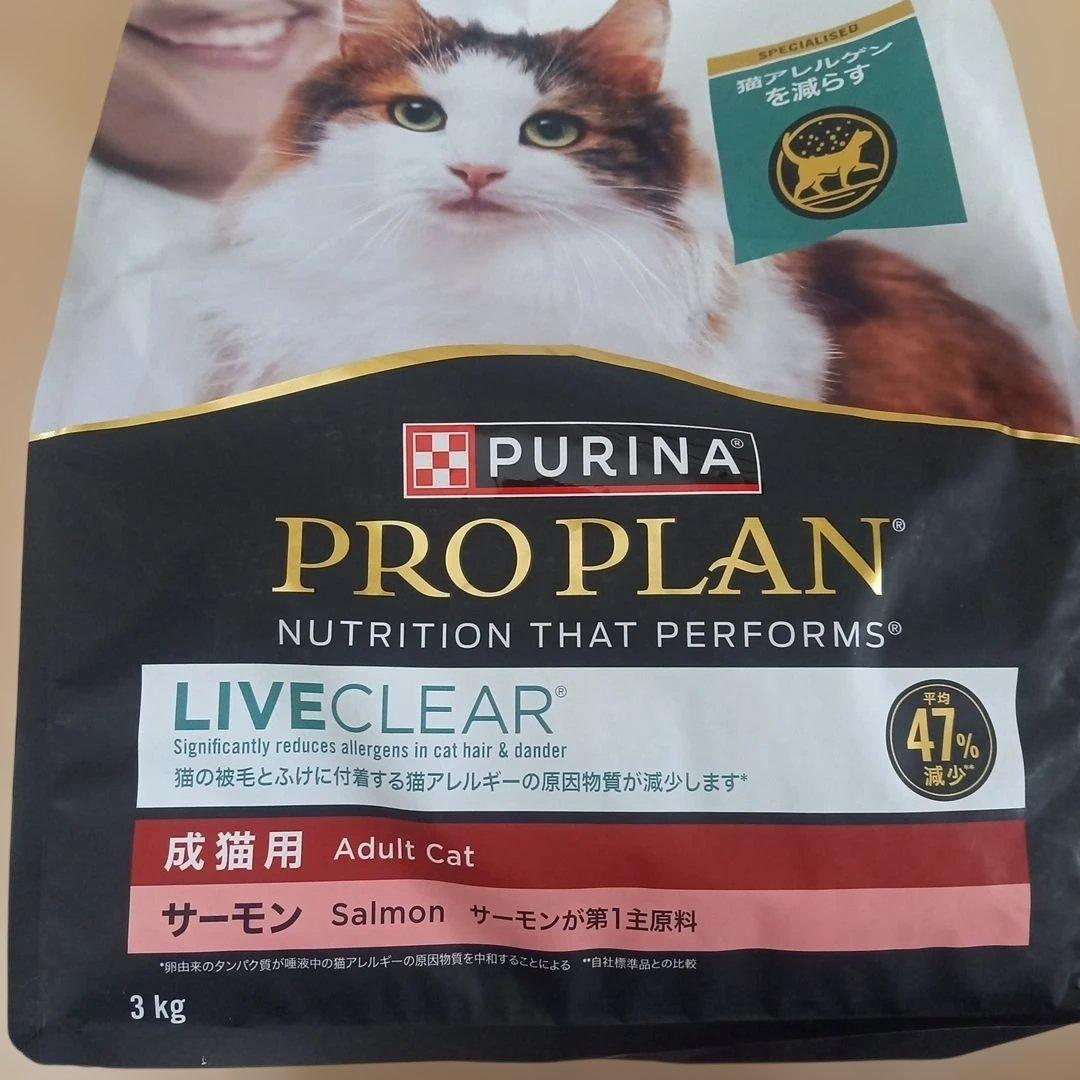 SPECIALISED
猫アレルゲン
を減らす
PURINA®
PRO PLAN®
NUTRITION THAT PERFORMS®
LIVECLEAR®
Significantly reduces allergens in cat hair & dander
猫の被毛とふけに付着する猫アレルギーの原因物質が減少します*
平均
47%
減少**
成猫用 Adult Cat
サーモン Salmon サーモンが第1主原料
*卵由来のタンパク質が唾液中の猫アレルギーの原因物質を中和することによる **自社標準品との比較
3 kg